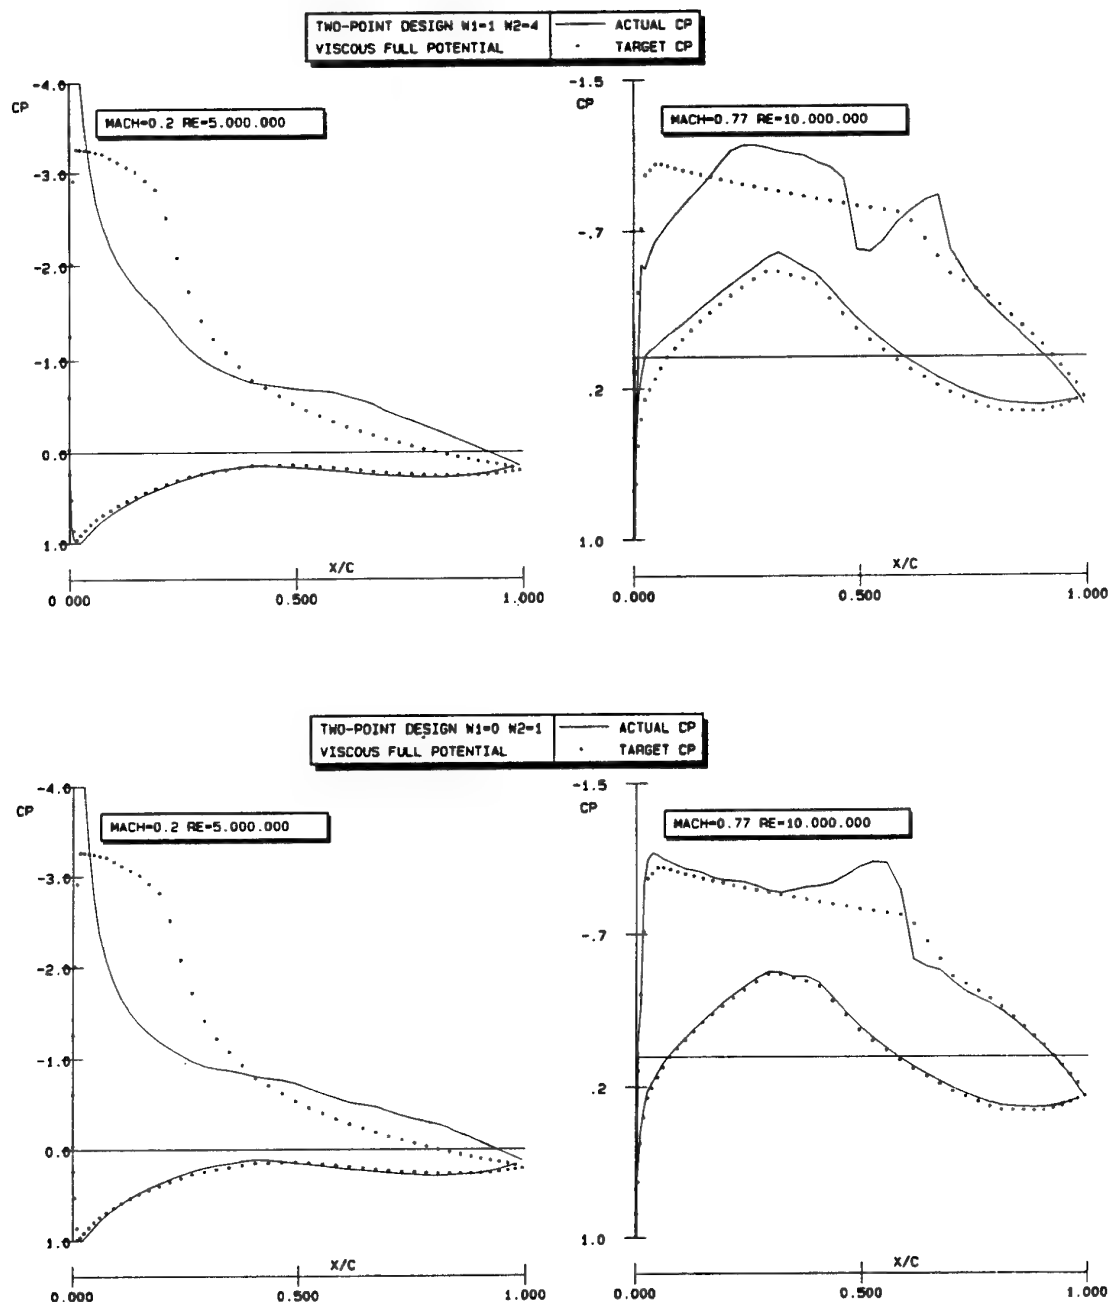 TWO-POINT DESIGN W1=1 W2=4 ACTUAL CP
VISCOUS FULL POTENTIAL TARGET CP
-4.0
CP
MACH=0.2 RE=5.000.000
-3.0
-2.0
-1.0
0.0
1.0
X/C
0 000 0.500 1.000
-1.5
CP
MACH=0.77 RE=10.000.000
-.7
.2
1.0
X/C
0.000 0.500 1.000
TWO-POINT DESIGN W1=0 W2=1 ACTUAL CP
VISCOUS FULL POTENTIAL TARGET CP
-4.0
CP
MACH=0.2 RE=5.000.000
-3.0
-2.0
-1.0
0.0
1.0
X/C
0.000 0.500 1.000
-1.5
CP
MACH=0.77 RE=10.000.000
-.7
.2
1.0
X/C
0.000 0.500 1.000